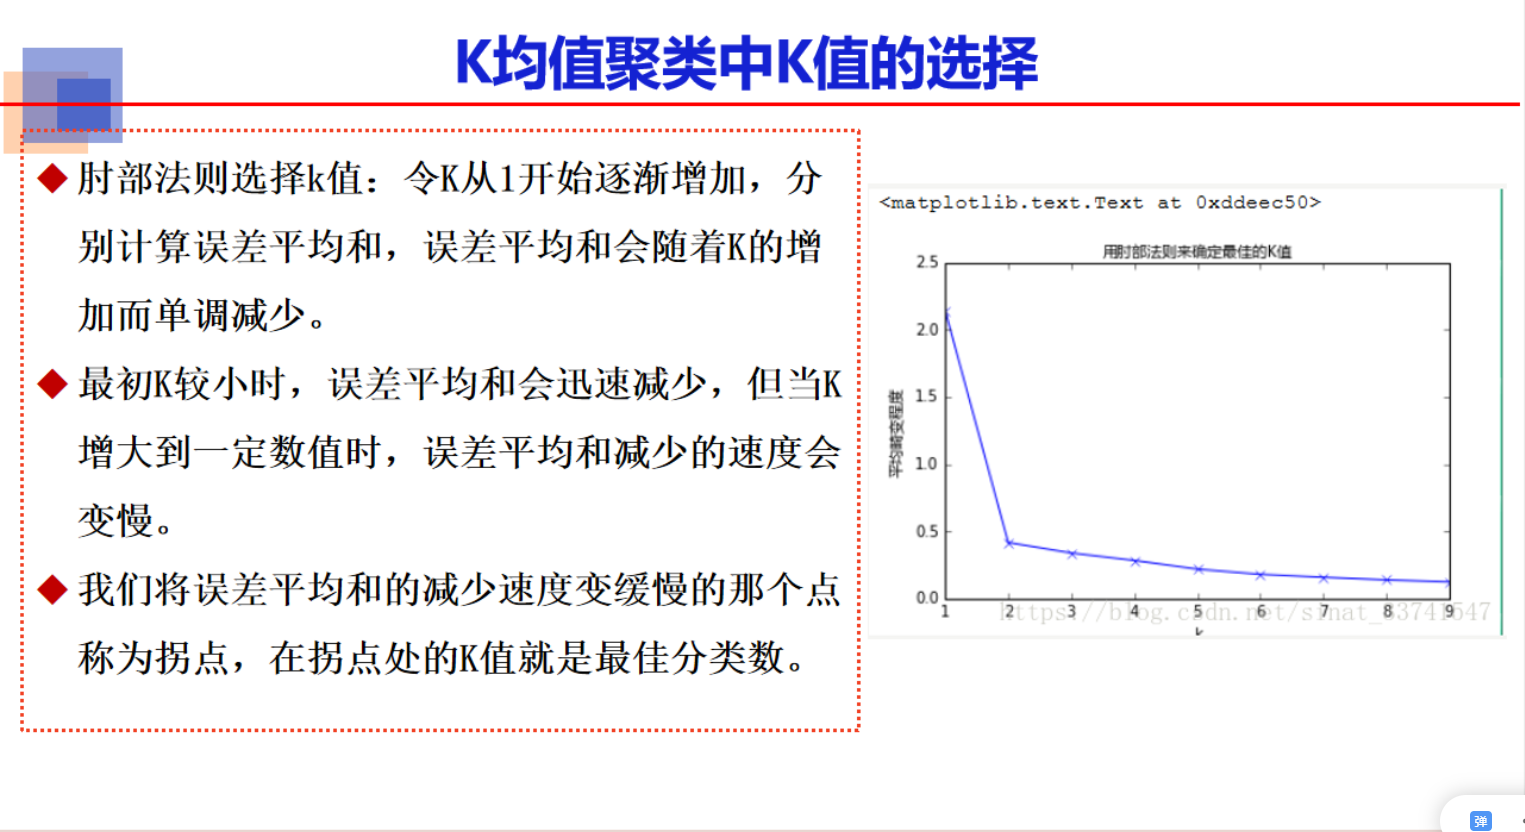 K均值聚类中K值的选择
肘部法则选择k值：令K从1开始逐渐增加，分
别计算误差平均和，误差平均和会随着K的增
加而单调减少。
最初K较小时，误差平均和会迅速减少，但当K
增大到一定数值时，误差平均和减少的速度会
变慢。
我们将误差平均和的减少速度变缓慢的那个点
称为拐点，在拐点处的K值就是最佳分类数。
<matplotlib.text.Text at 0xddeec50>
用肘部法则来确定最佳的K值
2.5
2.0
1.5
1.0
0.5
0.0
平均畸变程度
1 2 3 4 5 6 7 8 9
k
https://blog.csdn.net/sinat_33741547
弹